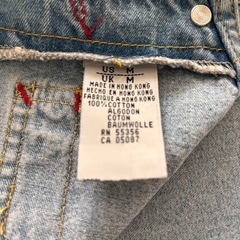 US M
UK M
MADE IN HONG KONG
HECHO EN HONG KONG
FABRIQUE A HONG KONG
100% COTTON
ALGODON
COTON
BAUMWOLLE
RN 55356
CA 05087